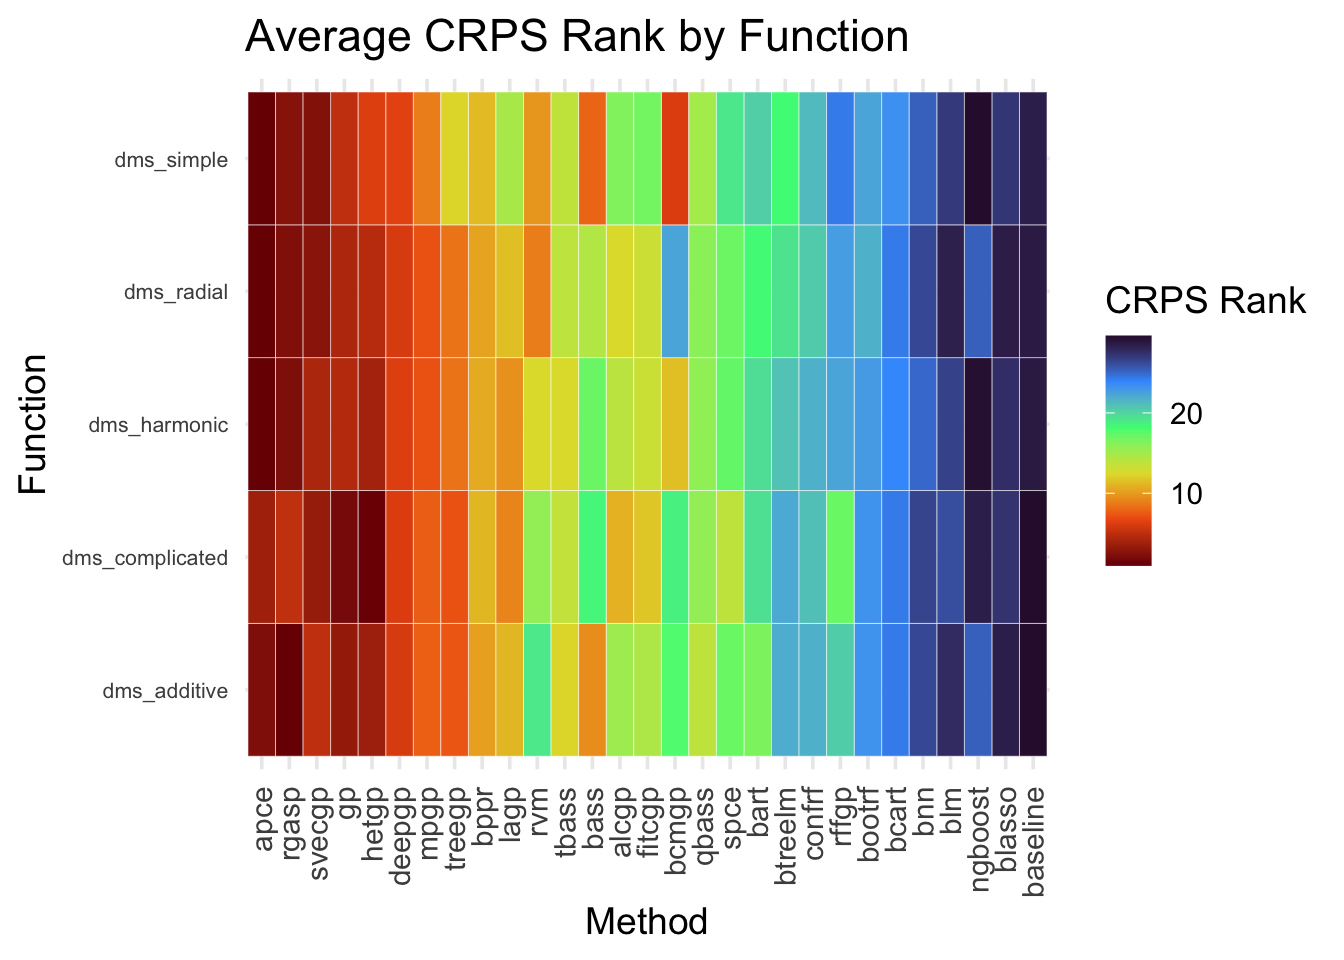 Average CRPS Rank by Function
Function
dms_simple
dms_radial
dms_harmonic
dms_complicated
dms_additive
apce
rgasp
svecgp
gp
hetgp
deepgp
mpgp
treegp
bppr
lagp
rvm
tbass
bass
alcgp
fitcgp
bcmgp
qbass
spce
bart
btreelm
confrf
rffgp
bootrf
bcart
bnn
blm
ngboost
blasso
baseline
Method
CRPS Rank
20
10